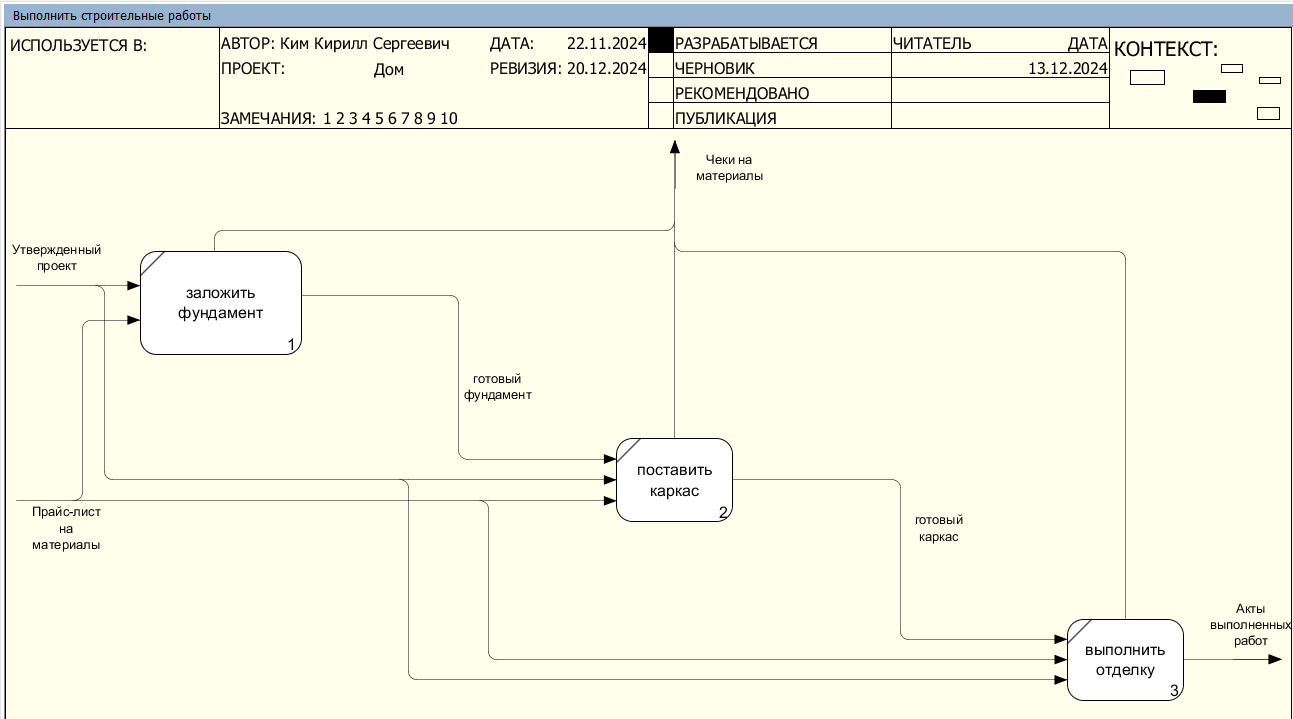 Выполнить строительные работы
ИСПОЛЬЗУЕТСЯ В:
АВТОР: Ким Кирилл Сергеевич
ДАТА: 22.11.2024
РАЗРАБАТЫВАЕТСЯ
ЧИТАТЕЛЬ
ДАТА
КОНТЕКСТ:
ПРОЕКТ: Дом
РЕВИЗИЯ: 20.12.2024
ЧЕРНОВИК
13.12.2024
РЕКОМЕНДОВАНО
ЗАМЕЧАНИЯ: 1 2 3 4 5 6 7 8 9 10
ПУБЛИКАЦИЯ
Чеки на
материалы
Утвержденный
проект
заложить
фундамент
1
готовый
фундамент
поставить
каркас
2
Прайс-лист
на
материалы
готовый
каркас
Акты
выполненных
работ
выполнить
отделку
3